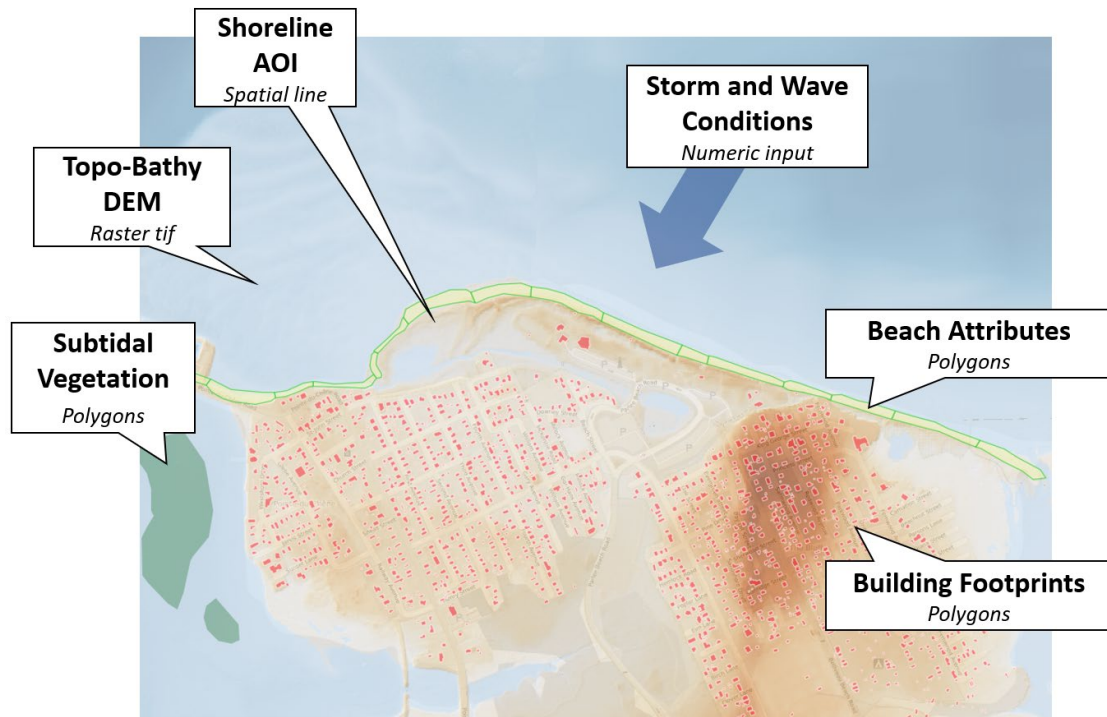 Shoreline
AOI
Spatial line
Storm and Wave
Conditions
Numeric input
Topo-Bathy
DEM
Raster tif
Subtidal
Vegetation
Polygons
Beach Attributes
Polygons
Building Footprints
Polygons
P
P
P
P
A